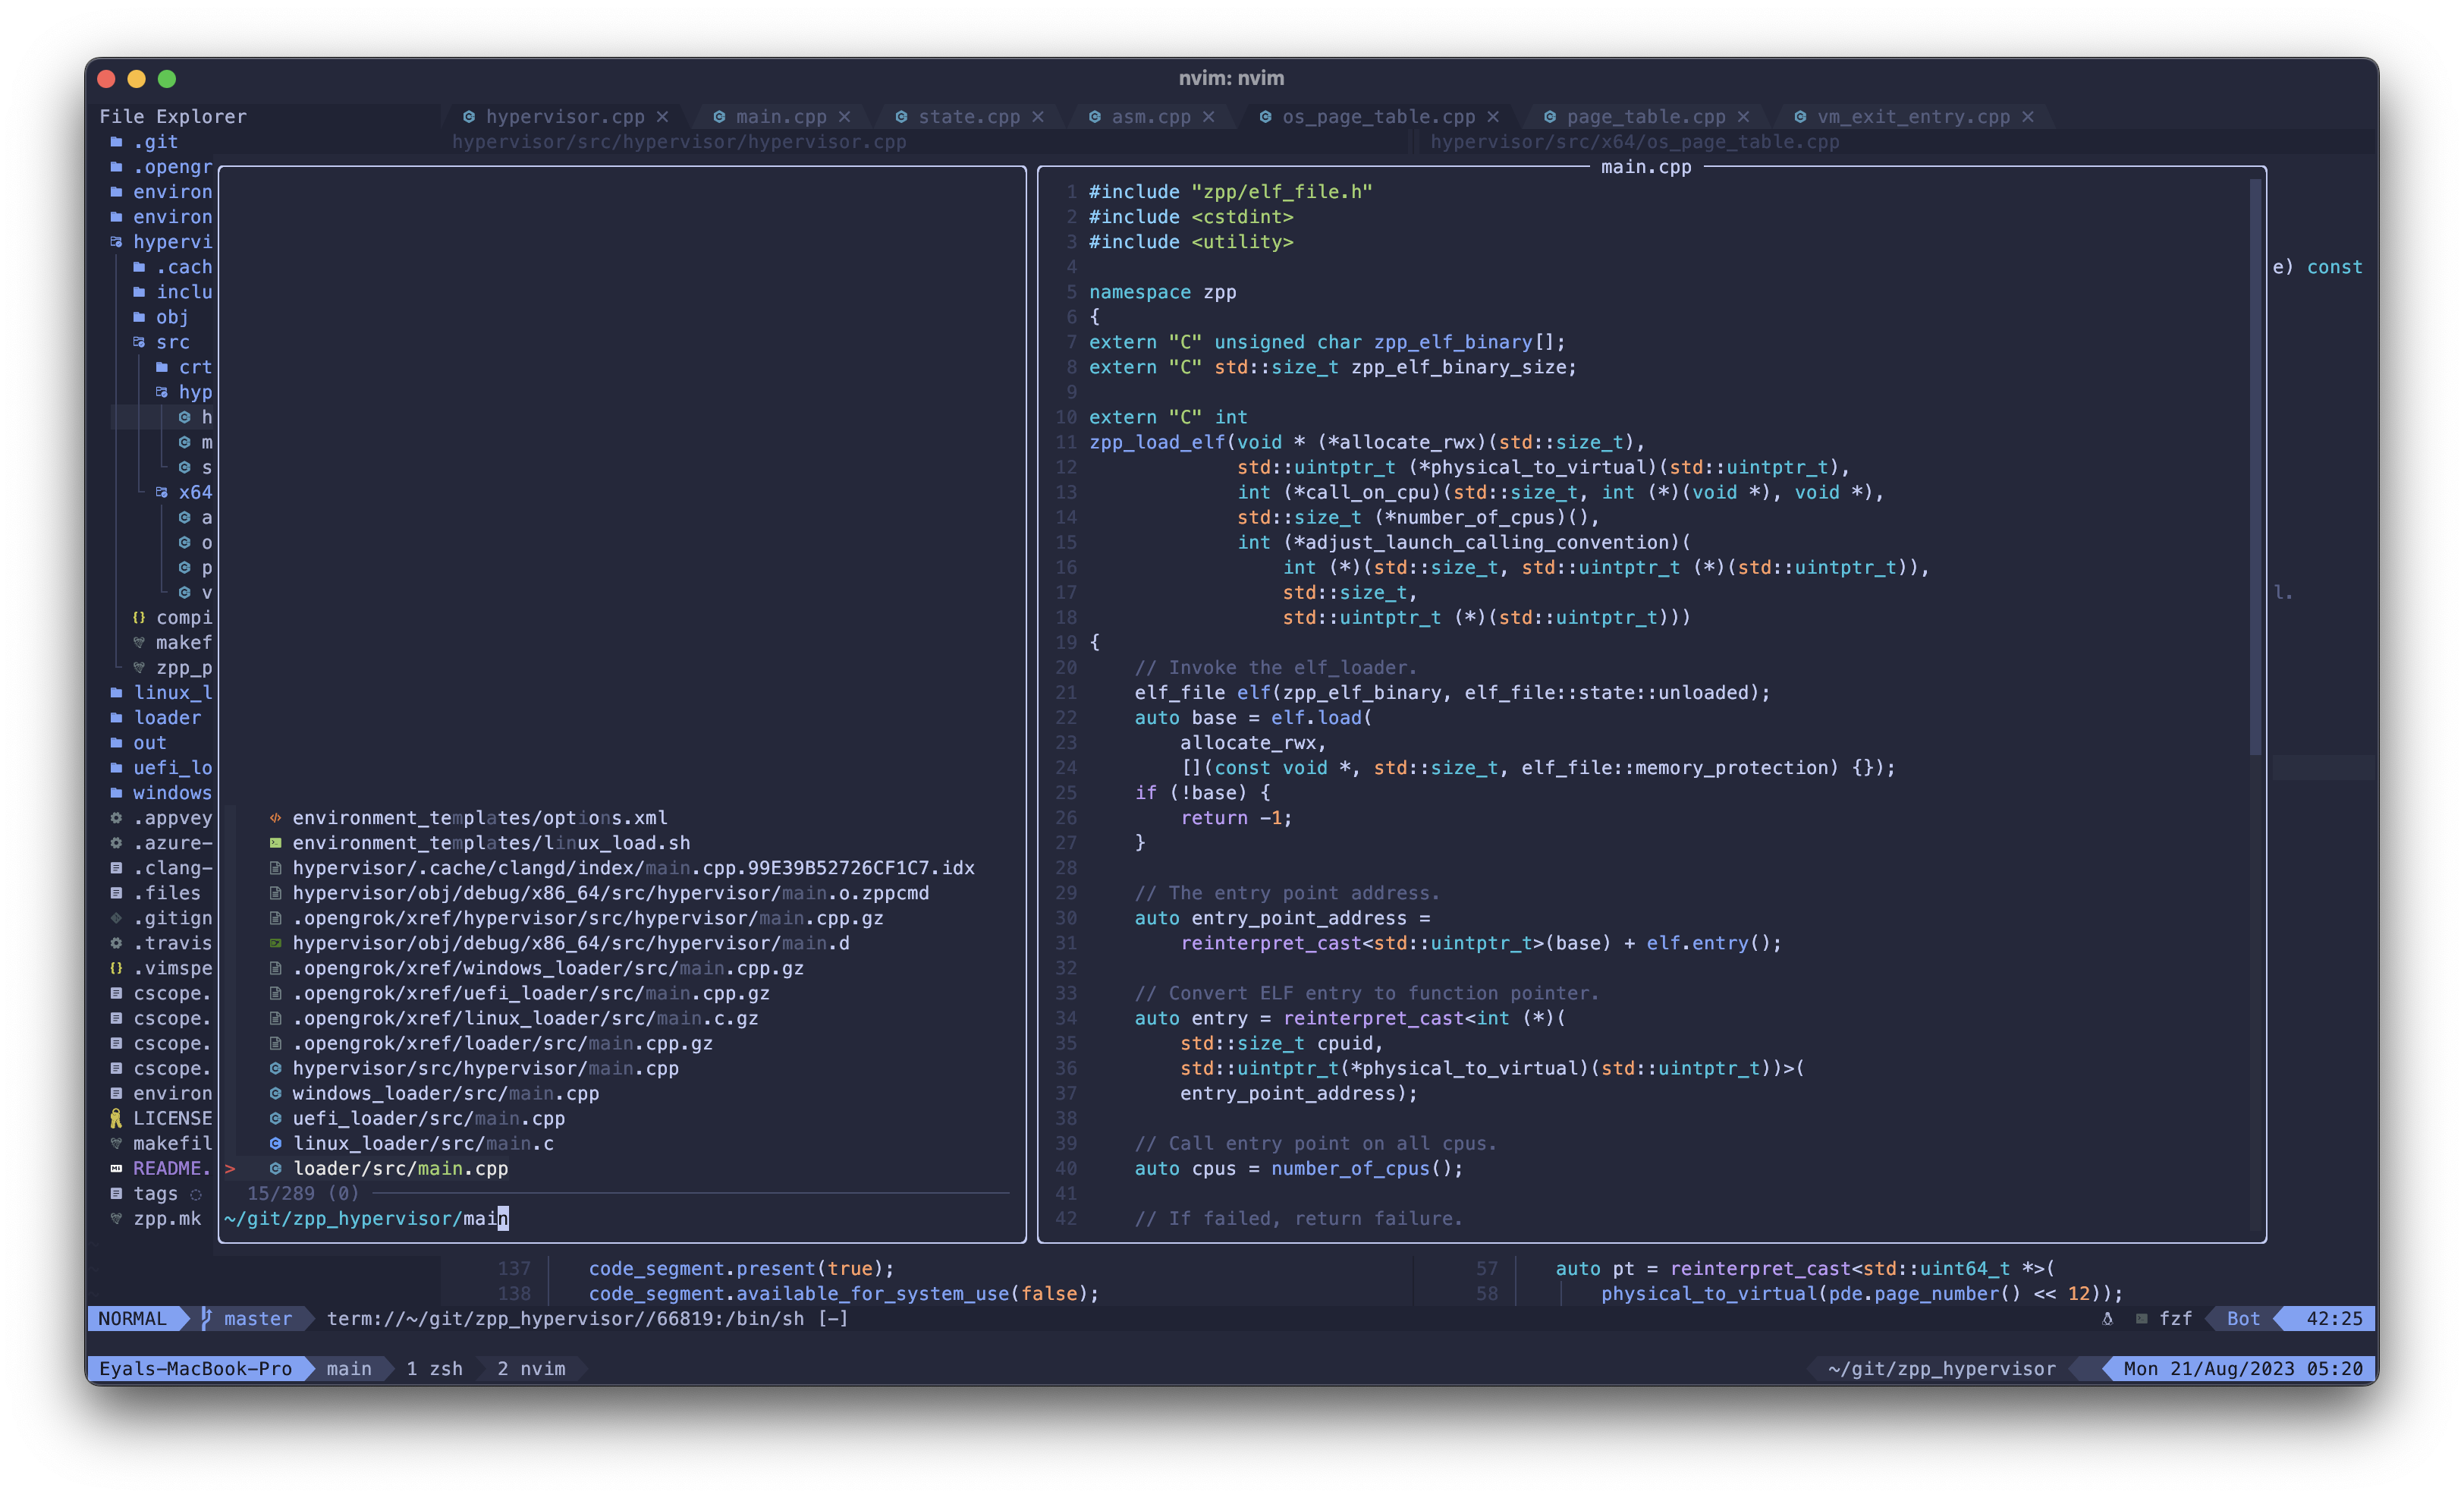 nvim: nvim
File Explorer
hypervisor.cpp
main.cpp
state.cpp
asm.cpp
os_page_table.cpp
page_table.cpp
vm_exit_entry.cpp
hypervisor/src/hypervisor/hypervisor.cpp
hypervisor/src/x64/os_page_table.cpp
.git
.opengr
environ
environ
hypervi
.cach
inclu
obj
src
crt
hyp
h
m
s
x64
a
o
p
v
compi
makef
zpp_p
linux_l
loader
out
uefi_lo
windows
.appvey
.azure-
.clang-
.files
.gitign
.travis
.vimspe
cscope.
cscope.
cscope.
cscope.
environ
LICENSE
makefil
README.
tags
zpp.mk
environment_templates/options.xml
environment_templates/linux_load.sh
hypervisor/.cache/clangd/index/main.cpp.99E39B52726CF1C7.idx
hypervisor/obj/debug/x86_64/src/hypervisor/main.o.zppcmd
.opengrok/xref/hypervisor/src/hypervisor/main.cpp.gz
hypervisor/obj/debug/x86_64/src/hypervisor/main.d
.opengrok/xref/windows_loader/src/main.cpp.gz
.opengrok/xref/uefi_loader/src/main.cpp.gz
.opengrok/xref/linux_loader/src/main.c.gz
.opengrok/xref/loader/src/main.cpp.gz
hypervisor/src/hypervisor/main.cpp
windows_loader/src/main.cpp
uefi_loader/src/main.cpp
linux_loader/src/main.c
> loader/src/main.cpp
15/289 (0)
~/git/zpp_hypervisor/main
main.cpp
1 #include "zpp/elf_file.h"
2 #include <cstdint>
3 #include <utility>
4
5 namespace zpp
6 {
7 extern "C" unsigned char zpp_elf_binary[];
8 extern "C" std::size_t zpp_elf_binary_size;
9
10 extern "C" int
11 zpp_load_elf(void * (*allocate_rwx)(std::size_t),
12 std::uintptr_t (*physical_to_virtual)(std::uintptr_t),
13 int (*call_on_cpu)(std::size_t, int (*)(void *), void *),
14 std::size_t (*number_of_cpus)(),
15 int (*adjust_launch_calling_convention)(
16 int (*)(std::size_t, std::uintptr_t (*)(std::uintptr_t)),
17 std::size_t,
18 std::uintptr_t (*)(std::uintptr_t)))
19 {
20 // Invoke the elf_loader.
21 elf_file elf(zpp_elf_binary, elf_file::state::unloaded);
22 auto base = elf.load(
23 allocate_rwx,
24 [](const void *, std::size_t, elf_file::memory_protection) {});
25 if (!base) {
26 return -1;
27 }
28
29 // The entry point address.
30 auto entry_point_address =
31 reinterpret_cast<std::uintptr_t>(base) + elf.entry();
32
33 // Convert ELF entry to function pointer.
34 auto entry = reinterpret_cast<int (*)(
35 std::size_t cpuid,
36 std::uintptr_t(*physical_to_virtual)(std::uintptr_t))>(
37 entry_point_address);
38
39 // Call entry point on all cpus.
40 auto cpus = number_of_cpus();
41
42 // If failed, return failure.
e) const
l.
137 code_segment.present(true);
138 code_segment.available_for_system_use(false);
57 auto pt = reinterpret_cast<std::uint64_t *>(
58 physical_to_virtual(pde.page_number() << 12));
NORMAL master term://~/git/zpp_hypervisor//66819:/bin/sh [-] fzf Bot 42:25
Eyals-MacBook-Pro main 1 zsh 2 nvim ~/git/zpp_hypervisor Mon 21/Aug/2023 05:20